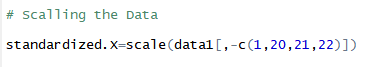 # Scalling the Data
standardized.X=scale(data1[,-c(1,20,21,22)])